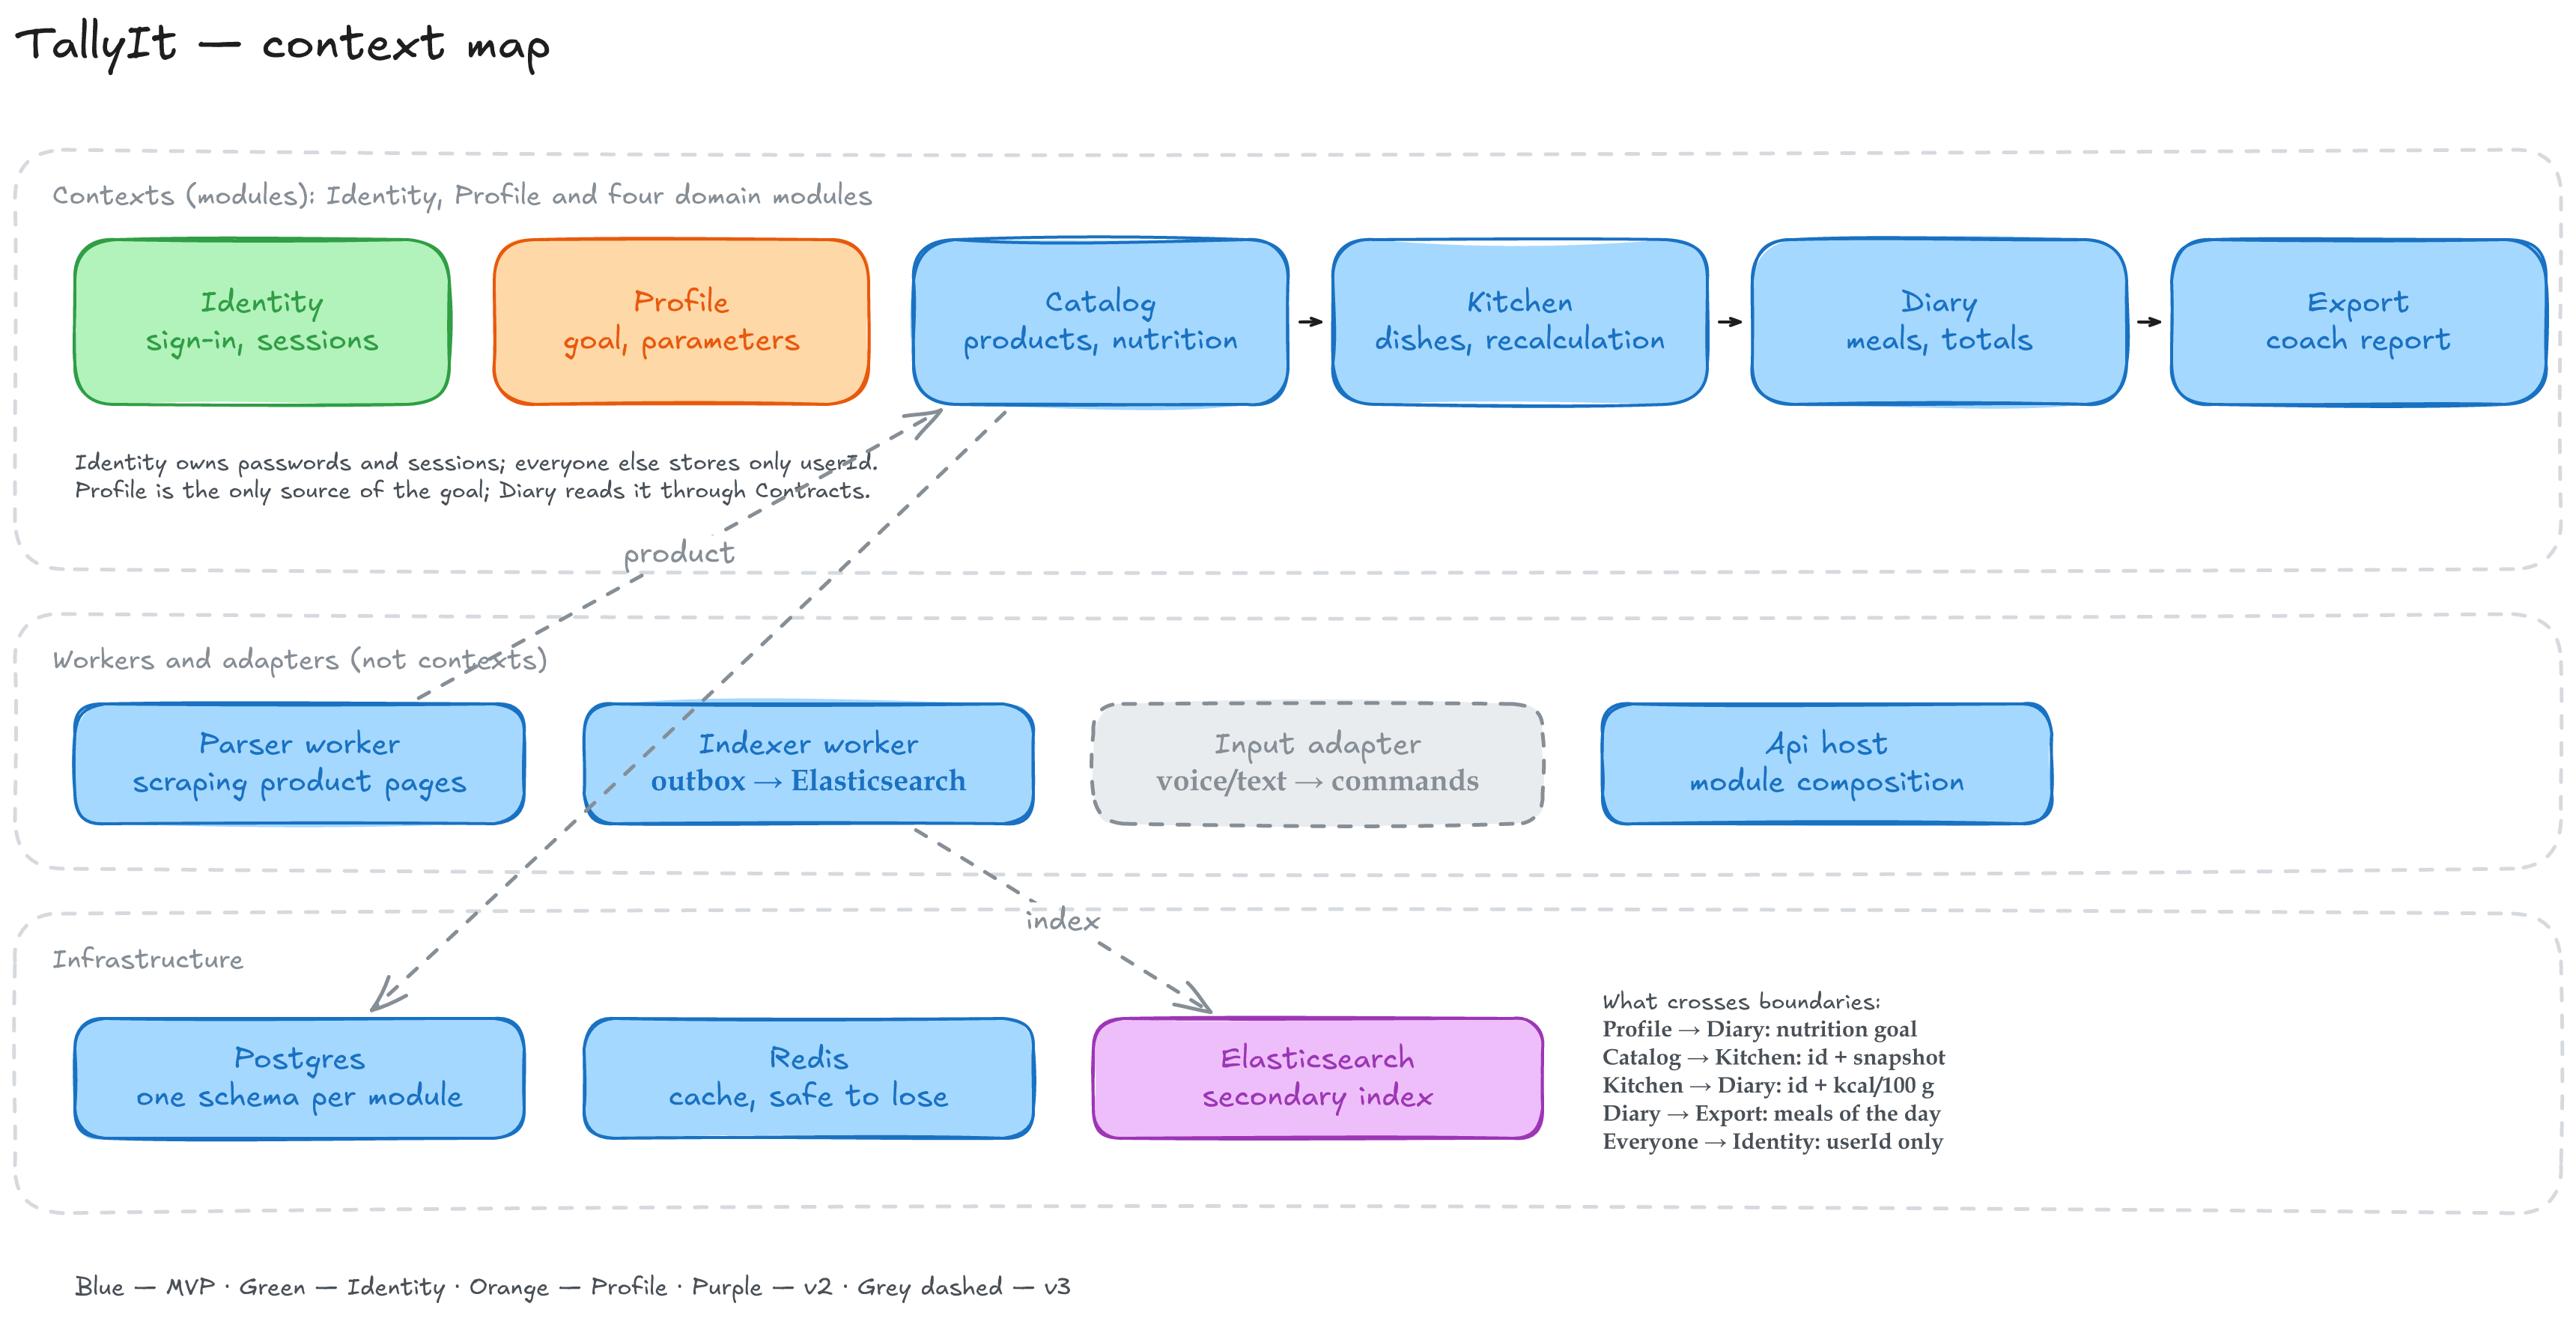 TallyIt — context map
Contexts (modules): Identity, Profile and four domain modules
Identity
sign-in, sessions
Profile
goal, parameters
Catalog
products, nutrition
Kitchen
dishes, recalculation
Diary
meals, totals
Export
coach report
Identity owns passwords and sessions; everyone else stores only userId.
Profile is the only source of the goal; Diary reads it through Contracts.
product
Workers and adapters (not contexts)
Parser worker
scraping product pages
Indexer worker
outbox → Elasticsearch
Input adapter
voice/text → commands
Api host
module composition
index
Infrastructure
Postgres
one schema per module
Redis
cache, safe to lose
Elasticsearch
secondary index
What crosses boundaries:
Profile → Diary: nutrition goal
Catalog → Kitchen: id + snapshot
Kitchen → Diary: id + kcal/100 g
Diary → Export: meals of the day
Everyone → Identity: userId only
Blue — MVP · Green — Identity · Orange — Profile · Purple — v2 · Grey dashed — v3